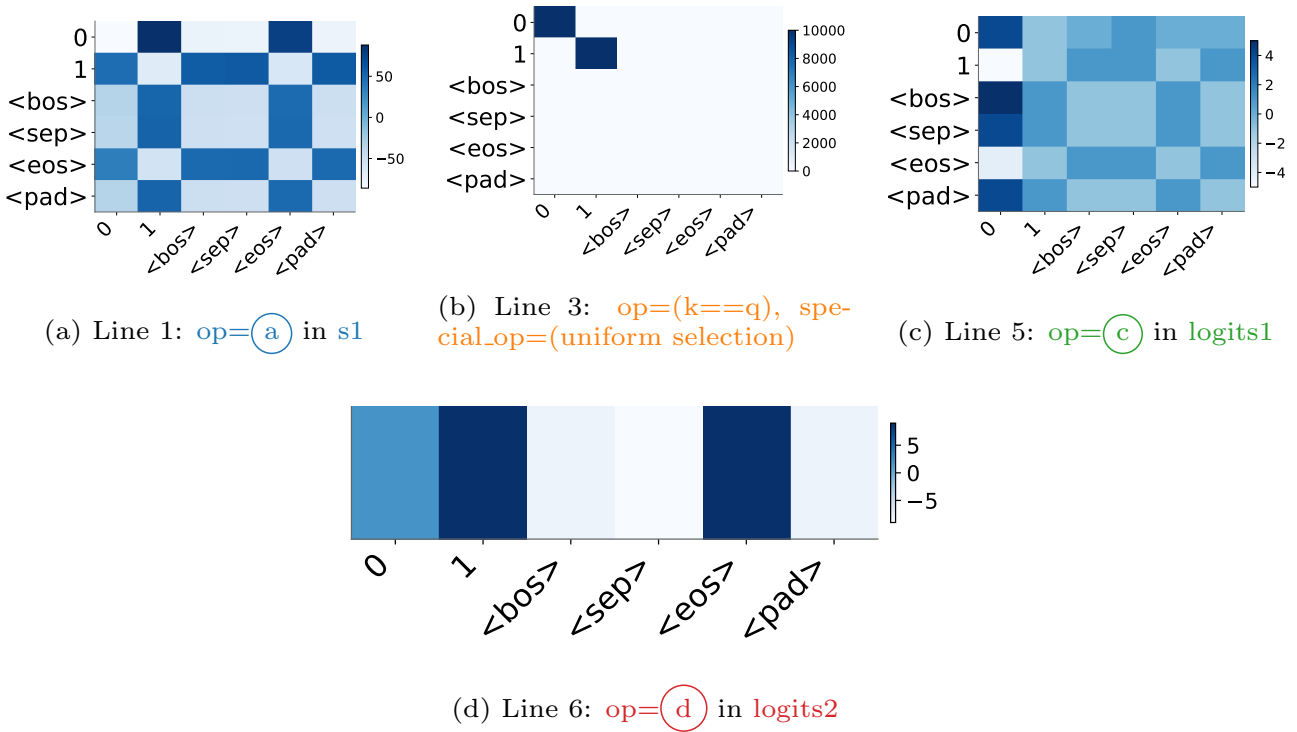 0
1
<bos>
<sep>
<eos>
<pad>
0
1
<bos>
<sep>
<eos>
<pad>
50
0
−50
0
1
<bos>
<sep>
<eos>
<pad>
0
1
<bos>
<sep>
<eos>
<pad>
10000
8000
6000
4000
2000
0
0
1
<bos>
<sep>
<eos>
<pad>
0
1
<bos>
<sep>
<eos>
<pad>
4
2
0
−2
−4
(a) Line 1: op=a in s1
(b) Line 3: op=(k==q), spe-
cial_op=(uniform selection)
(c) Line 5: op=c in logits1
0
1
<bos>
<sep>
<eos>
<pad>
5
0
−5
(d) Line 6: op=d in logits2